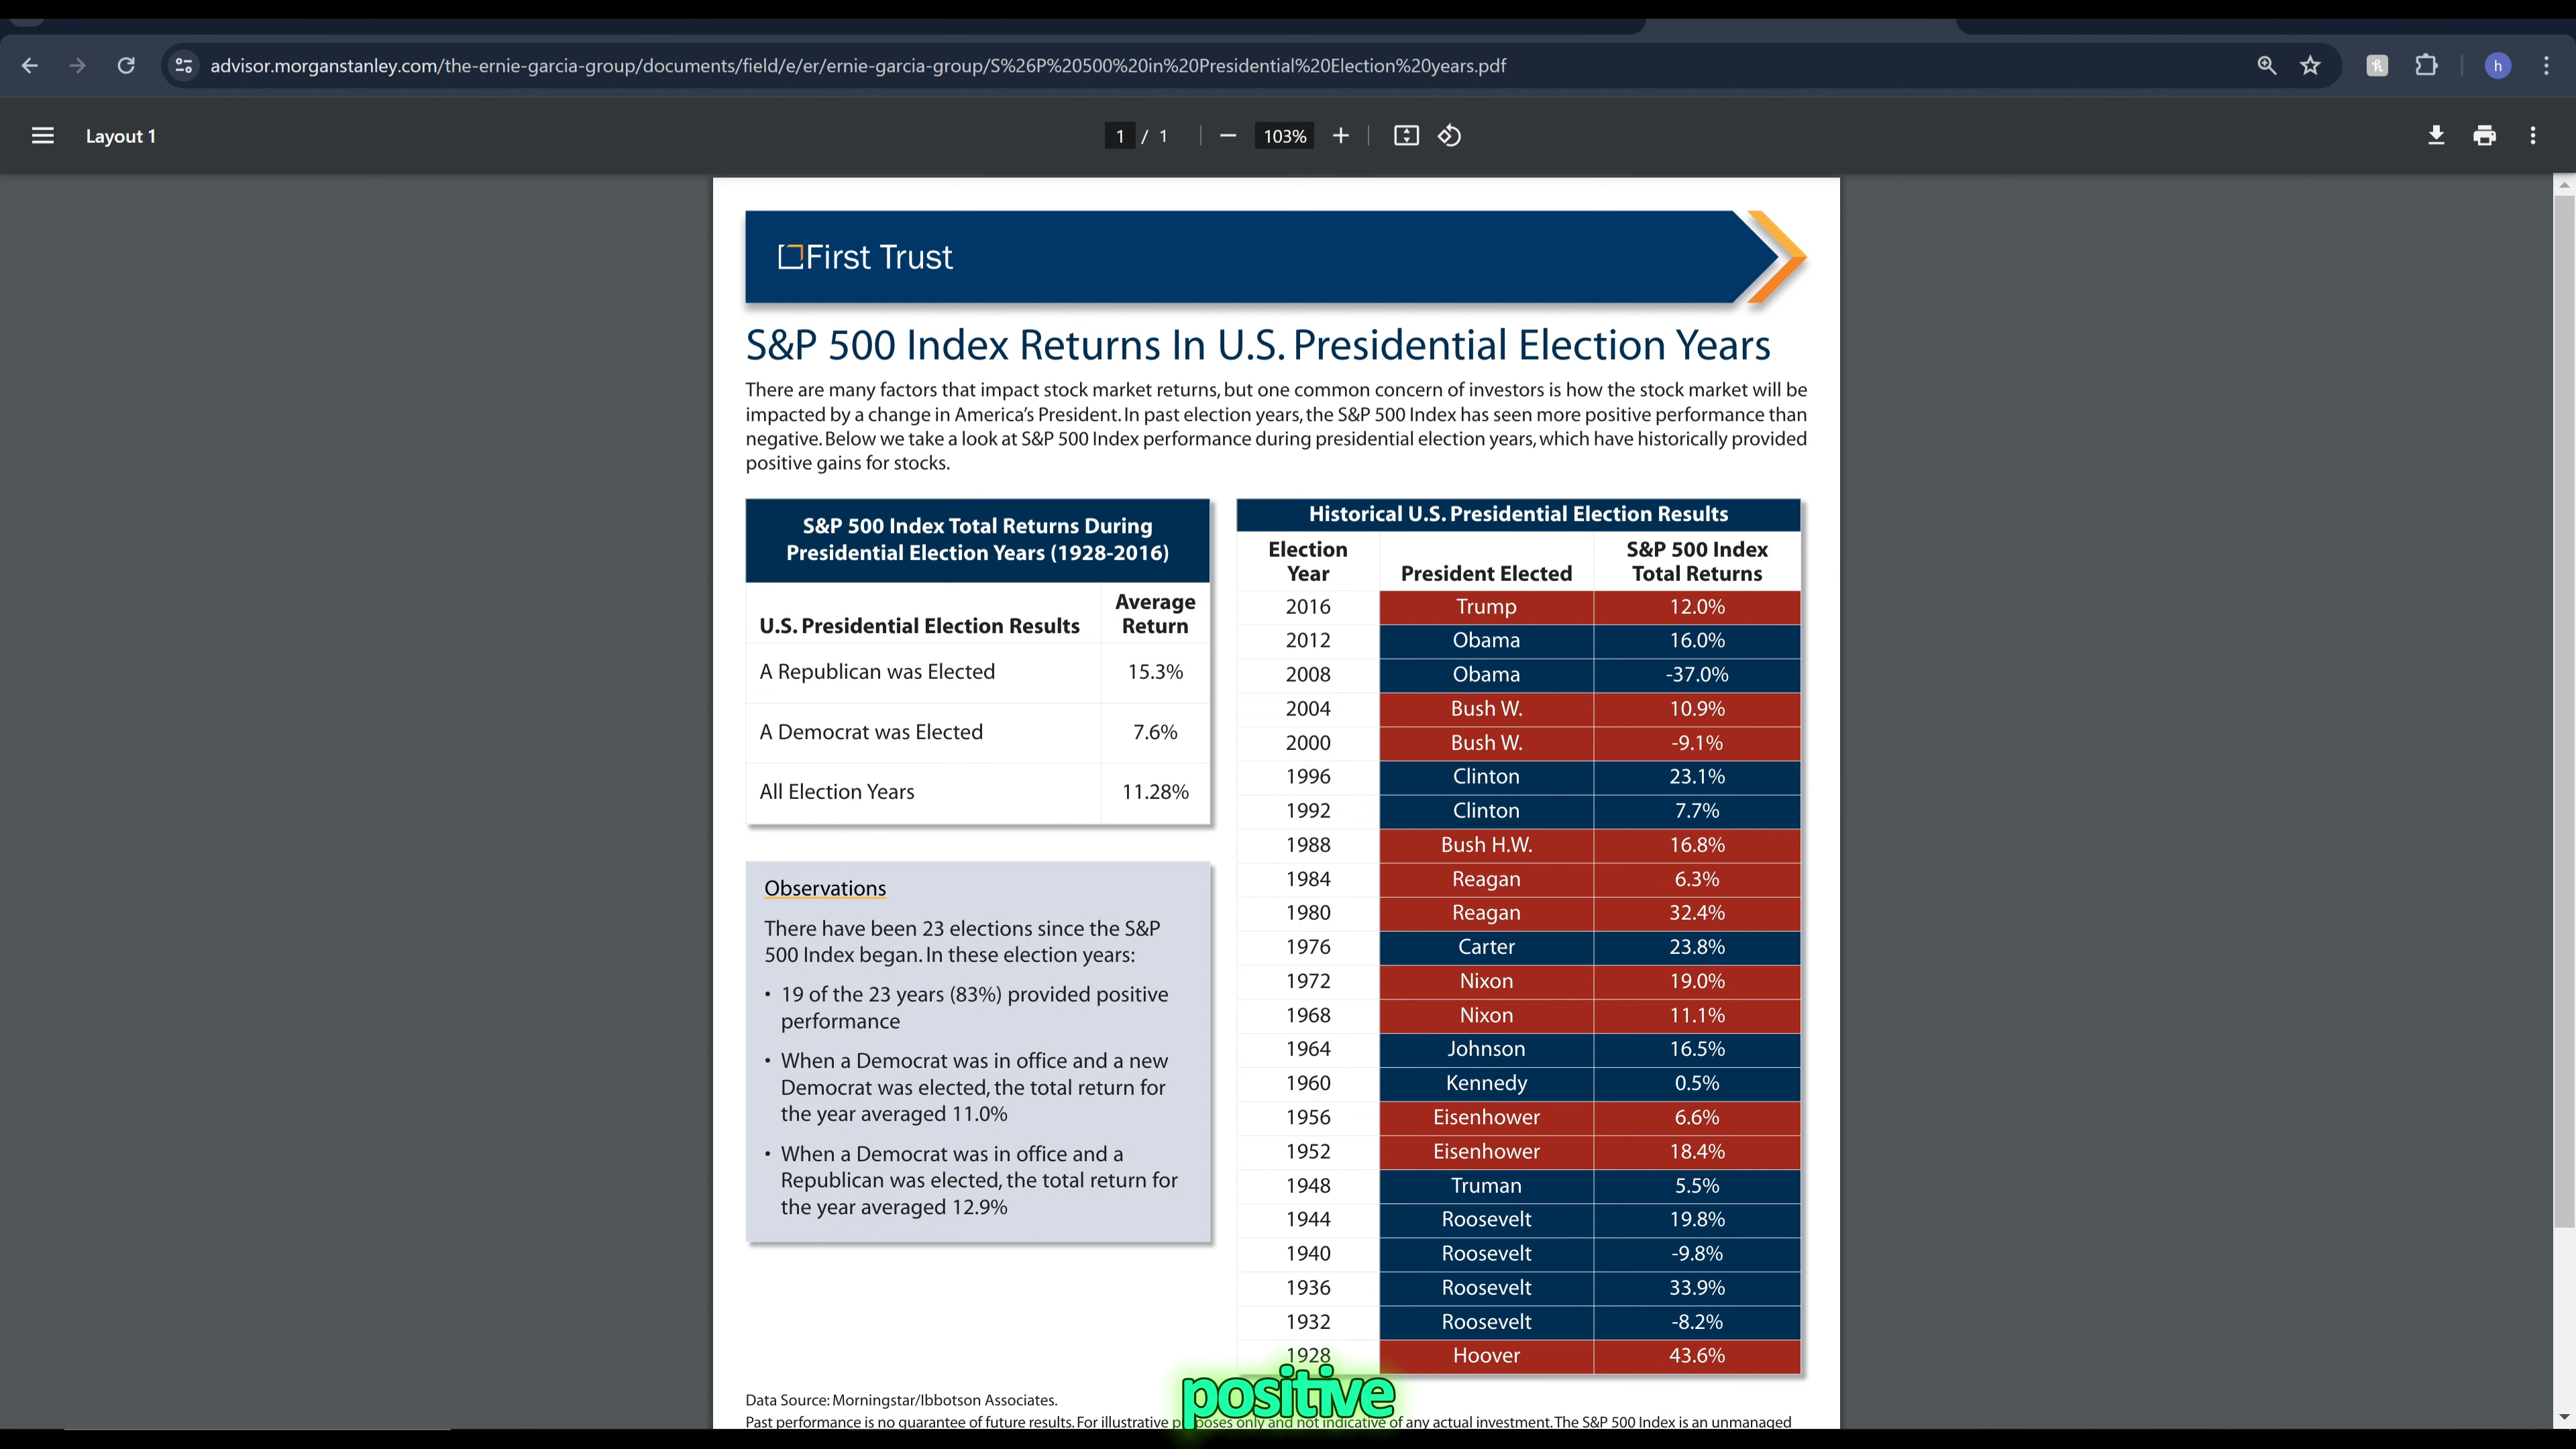 advisor.morganstanley.com/the-ernie-garcia-group/documents/field/e/er/ernie-garcia-group/S%26P%20500%20in%20Presidential%20Election%20years.pdf
h
Layout 1
1 / 1
103%
First Trust
S&P 500 Index Returns In U.S. Presidential Election Years
There are many factors that impact stock market returns, but one common concern of investors is how the stock market will be
impacted by a change in America's President. In past election years, the S&P 500 Index has seen more positive performance than
negative. Below we take a look at S&P 500 Index performance during presidential election years, which have historically provided
positive gains for stocks.
S&P 500 Index Total Returns During
Presidential Election Years (1928-2016)
U.S. Presidential Election Results Average Return
A Republican was Elected 15.3%
A Democrat was Elected 7.6%
All Election Years 11.28%
Observations
There have been 23 elections since the S&P
500 Index began. In these election years:
• 19 of the 23 years (83%) provided positive
performance
• When a Democrat was in office and a new
Democrat was elected, the total return for
the year averaged 11.0%
• When a Democrat was in office and a
Republican was elected, the total return for
the year averaged 12.9%
Historical U.S. Presidential Election Results
Election Year President Elected S&P 500 Index Total Returns
2016 Trump 12.0%
2012 Obama 16.0%
2008 Obama -37.0%
2004 Bush W. 10.9%
2000 Bush W. -9.1%
1996 Clinton 23.1%
1992 Clinton 7.7%
1988 Bush H.W. 16.8%
1984 Reagan 6.3%
1980 Reagan 32.4%
1976 Carter 23.8%
1972 Nixon 19.0%
1968 Nixon 11.1%
1964 Johnson 16.5%
1960 Kennedy 0.5%
1956 Eisenhower 6.6%
1952 Eisenhower 18.4%
1948 Truman 5.5%
1944 Roosevelt 19.8%
1940 Roosevelt -9.8%
1936 Roosevelt 33.9%
1932 Roosevelt -8.2%
1928 Hoover 43.6%
positive
Data Source: Morningstar/Ibbotson Associates.
Past performance is no guarantee of future results. For illustrative purposes only and not indicative of any actual investment. The S&P 500 Index is an unmanaged